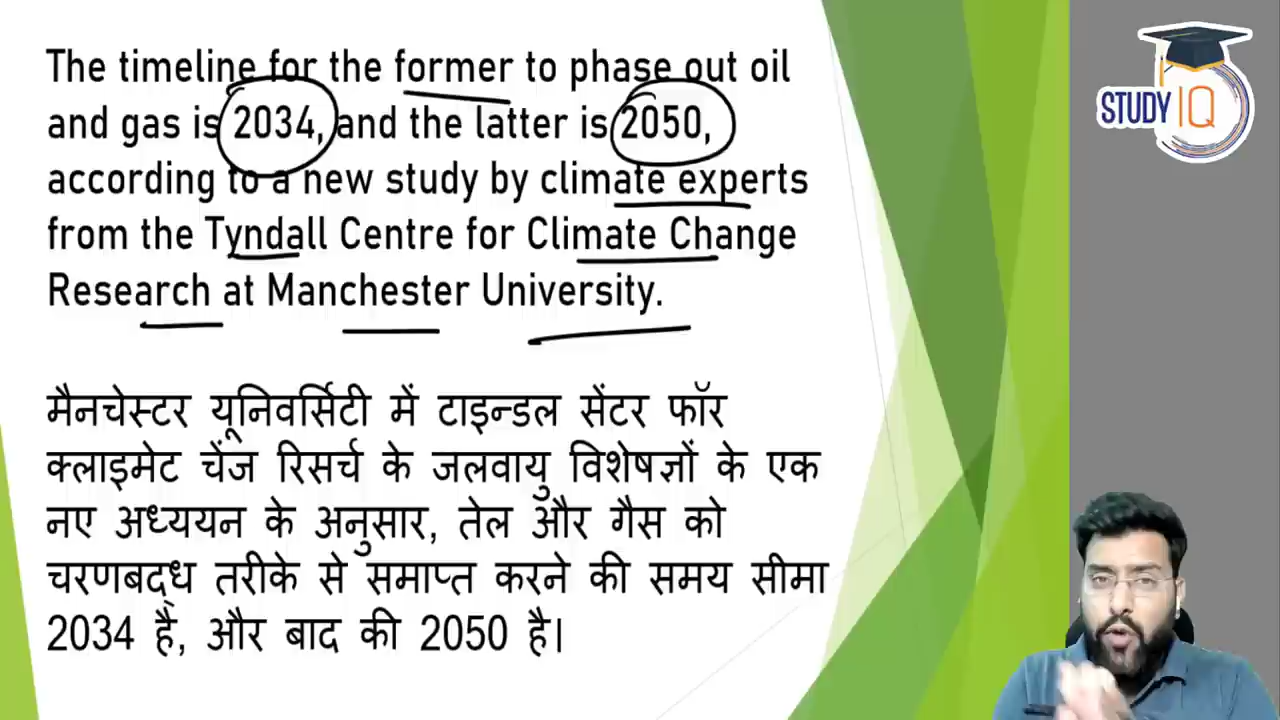 The timeline for the former to phase out oil
and gas is 2034, and the latter is 2050,
according to a new study by climate experts
from the Tyndall Centre for Climate Change
Research at Manchester University.
मैनचेस्टर यूनिवर्सिटी में टाइन्डल सेंटर फॉर
क्लाइमेट चेंज रिसर्च के जलवायु विशेषज्ञों के एक
नए अध्ययन के अनुसार, तेल और गैस को
चरणबद्ध तरीके से समाप्त करने की समय सीमा
2034 है, और बाद की 2050 है।
STUDY IQ